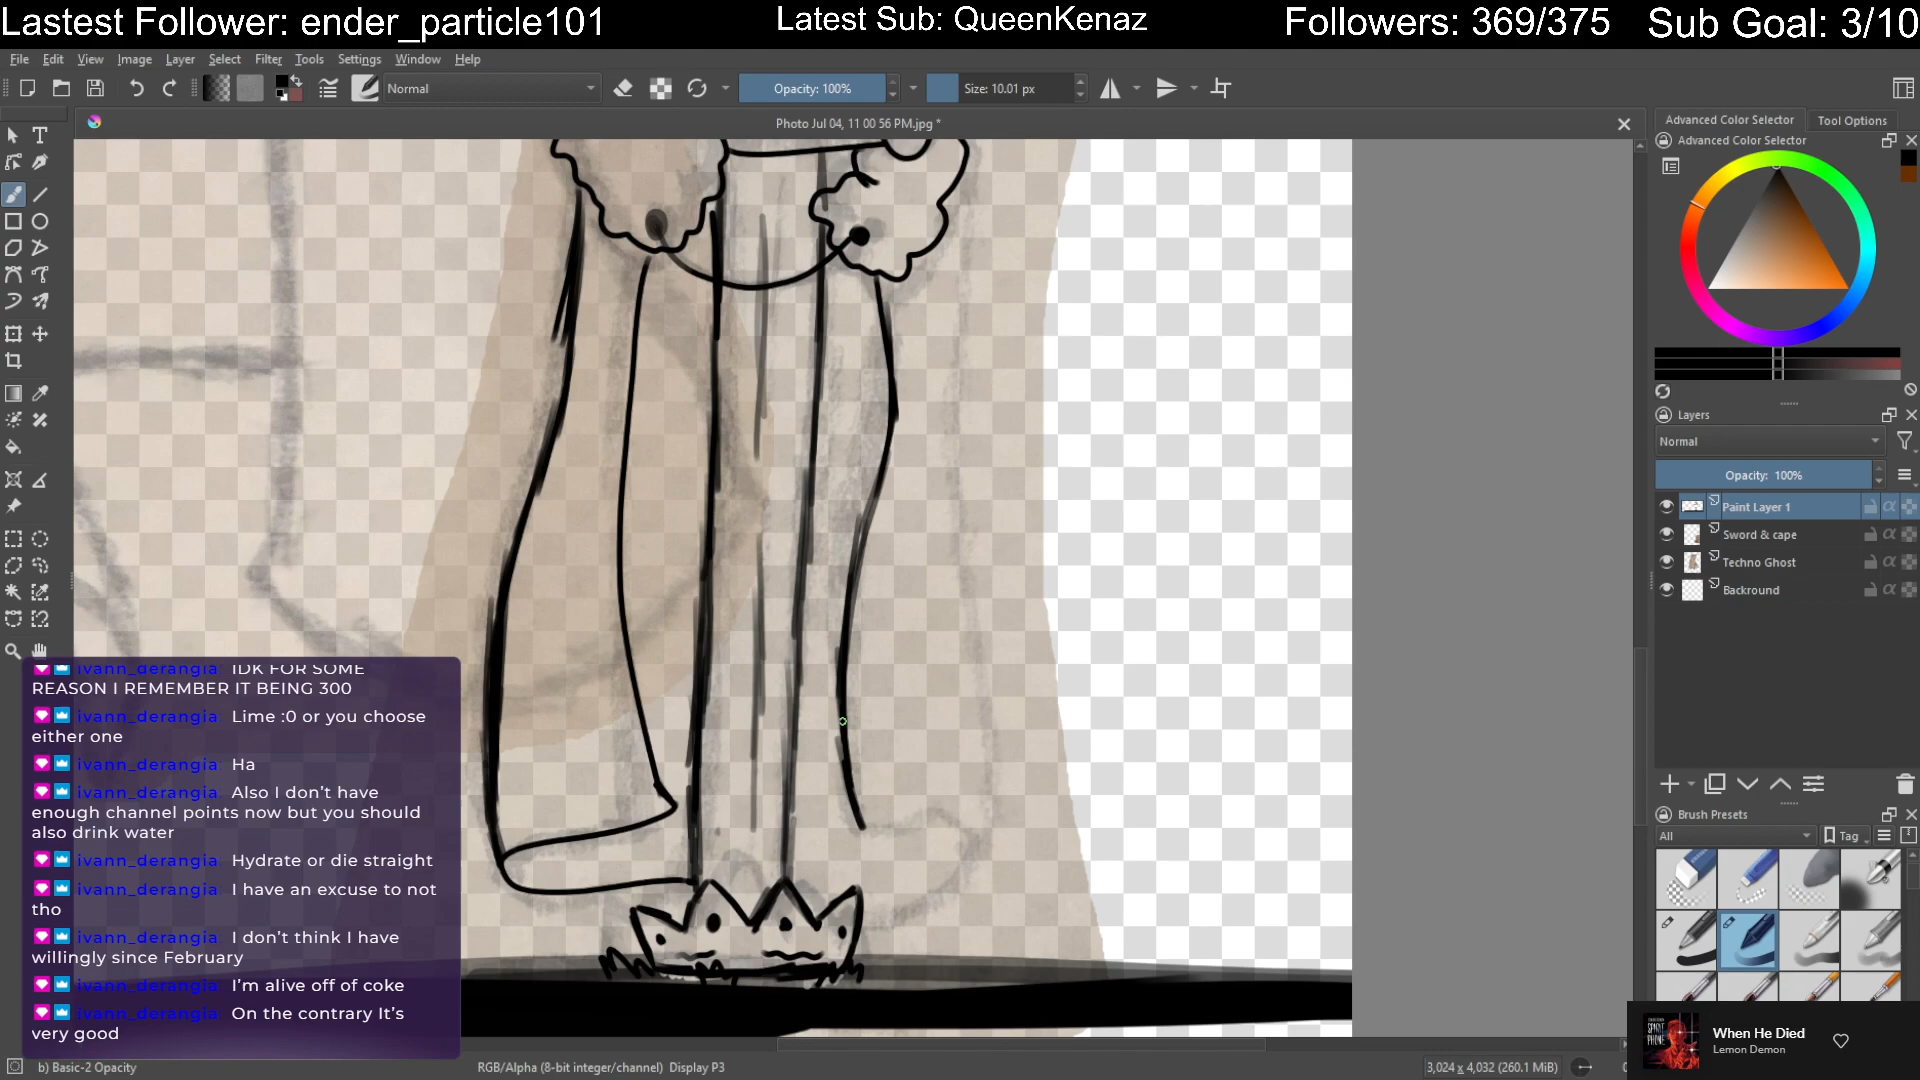 Lastest Follower: ender_particle101
Latest Sub: QueenKenaz
Followers: 369/375
Sub Goal: 3/10
File Edit View Image Layer Select Filter Tools Settings Window Help
Normal
Opacity: 100%
Size: 10.01 px
Photo Jul 04, 11 00 56 PM.jpg *
Advanced Color Selector
Tool Options
Advanced Color Selector
Layers
Normal
Opacity: 100%
Paint Layer 1
Sword & cape
Techno Ghost
Backround
Brush Presets
All
Tag
ivann_derangia: IDK FOR SOME
REASON I REMEMBER IT BEING 300
ivann_derangia: Lime :0 or you choose
either one
ivann_derangia: Ha
ivann_derangia: Also I don't have
enough channel points now but you should
also drink water
ivann_derangia: Hydrate or die straight
ivann_derangia: I have an excuse to not
tho
ivann_derangia: I don't think I have
willingly since February
ivann_derangia: I'm alive off of coke
ivann_derangia: On the contrary It's
very good
When He Died
Lemon Demon
b) Basic-2 Opacity
RGB/Alpha (8-bit integer/channel) Display P3
3,024 x 4,032 (260.1 MiB)